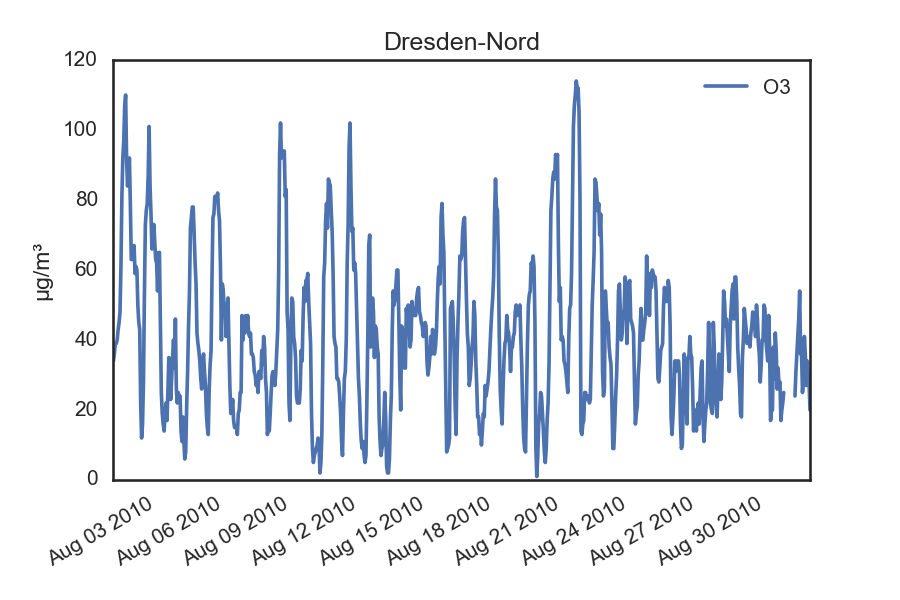 Dresden-Nord
O3
µg/m³
120
100
80
60
40
20
0
Aug 03 2010
Aug 06 2010
Aug 09 2010
Aug 12 2010
Aug 15 2010
Aug 18 2010
Aug 21 2010
Aug 24 2010
Aug 27 2010
Aug 30 2010